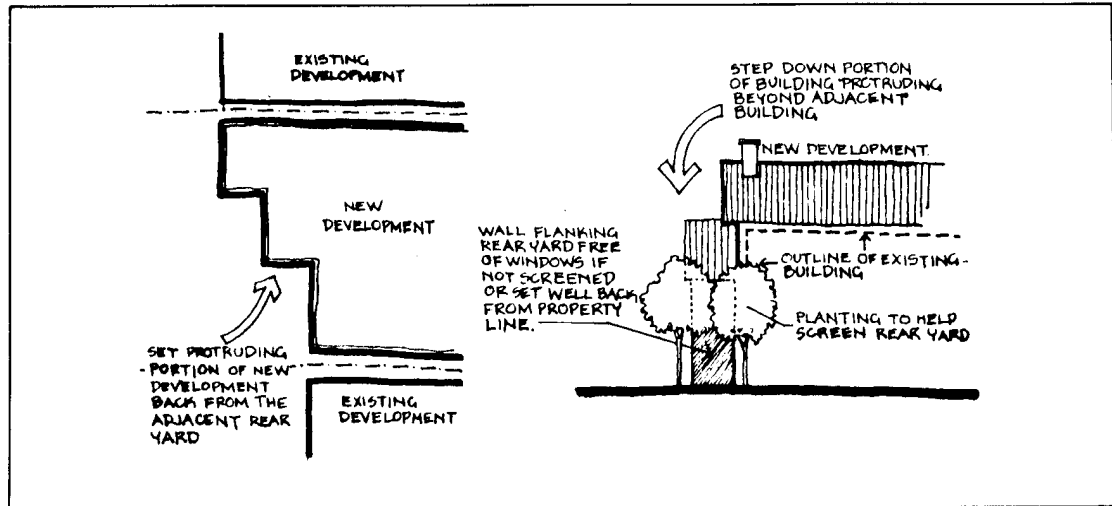 EXISTING
DEVELOPMENT
NEW
DEVELOPMENT
SET PROTRUDING
PORTION OF NEW
DEVELOPMENT
BACK FROM THE
ADJACENT REAR
YARD
EXISTING
DEVELOPMENT
STEP DOWN PORTION
OF BUILDING PROTRUDING
BEYOND ADJACENT
BUILDING
NEW DEVELOPMENT
WALL FLANKING
REAR YARD FREE
OF WINDOWS IF
NOT SCREENED
OR SET WELL BACK
FROM PROPERTY
LINE.
OUTLINE OF EXISTING
BUILDING
PLANTING TO HELD
SCREEN REAR YARD